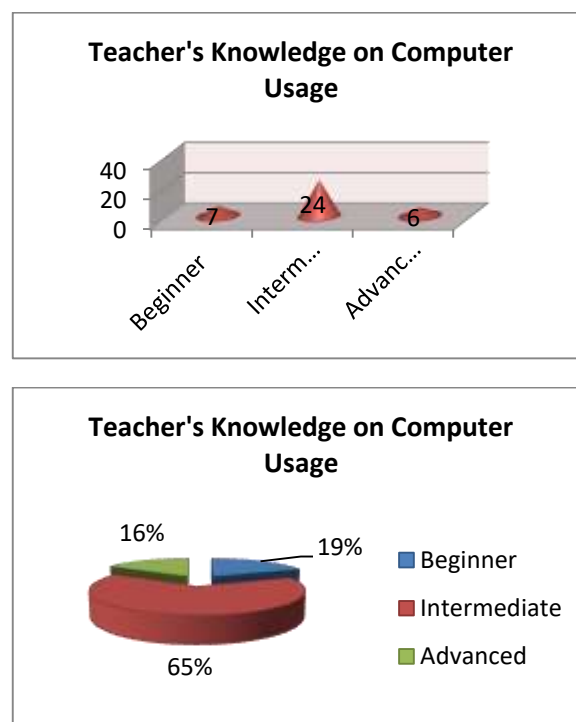 Teacher's Knowledge on Computer
Usage
40
20
0
7
24
6
Beginner
Interm...
Advanc...
Teacher's Knowledge on Computer
Usage
16%
19%
65%
Beginner
Intermediate
Advanced